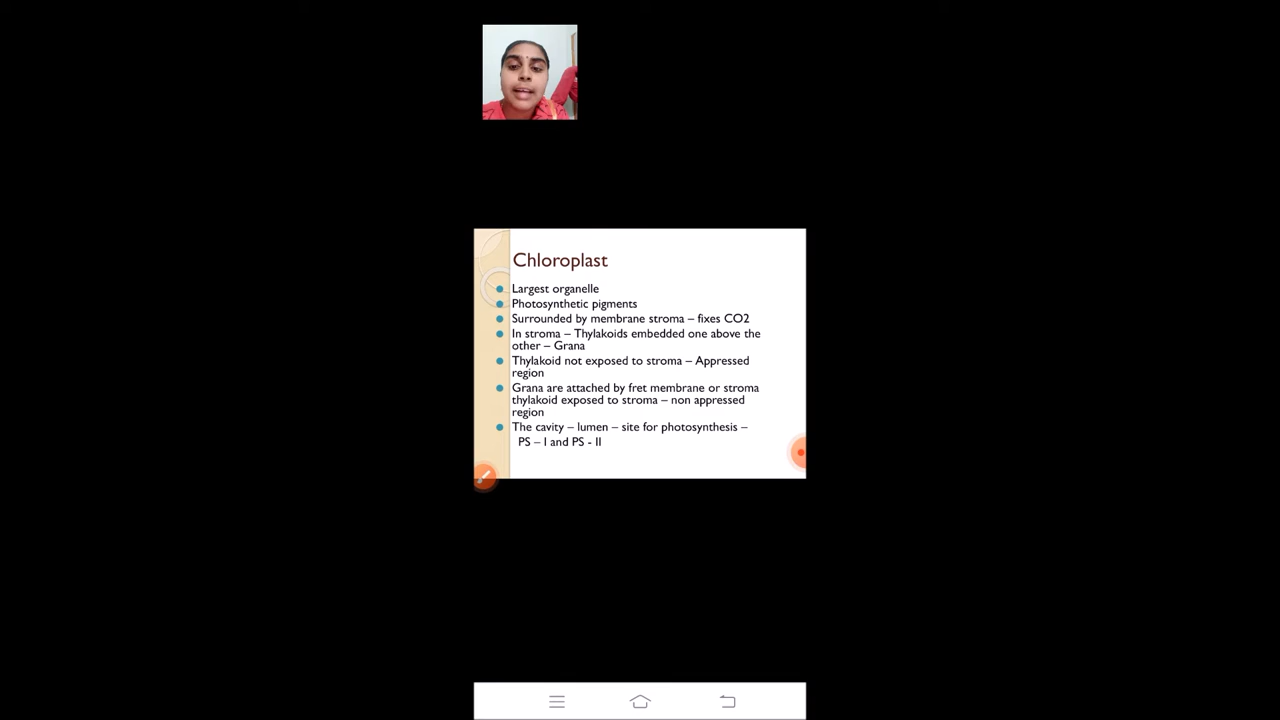 Chloroplast
Largest organelle
Photosynthetic pigments
Surrounded by membrane stroma – fixes CO2
In stroma – Thylakoids embedded one above the
other – Grana
Thylakoid not exposed to stroma – Appressed
region
Grana are attached by fret membrane or stroma
thylakoid exposed to stroma – non appressed
region
The cavity – lumen – site for photosynthesis –
PS – I and PS - II